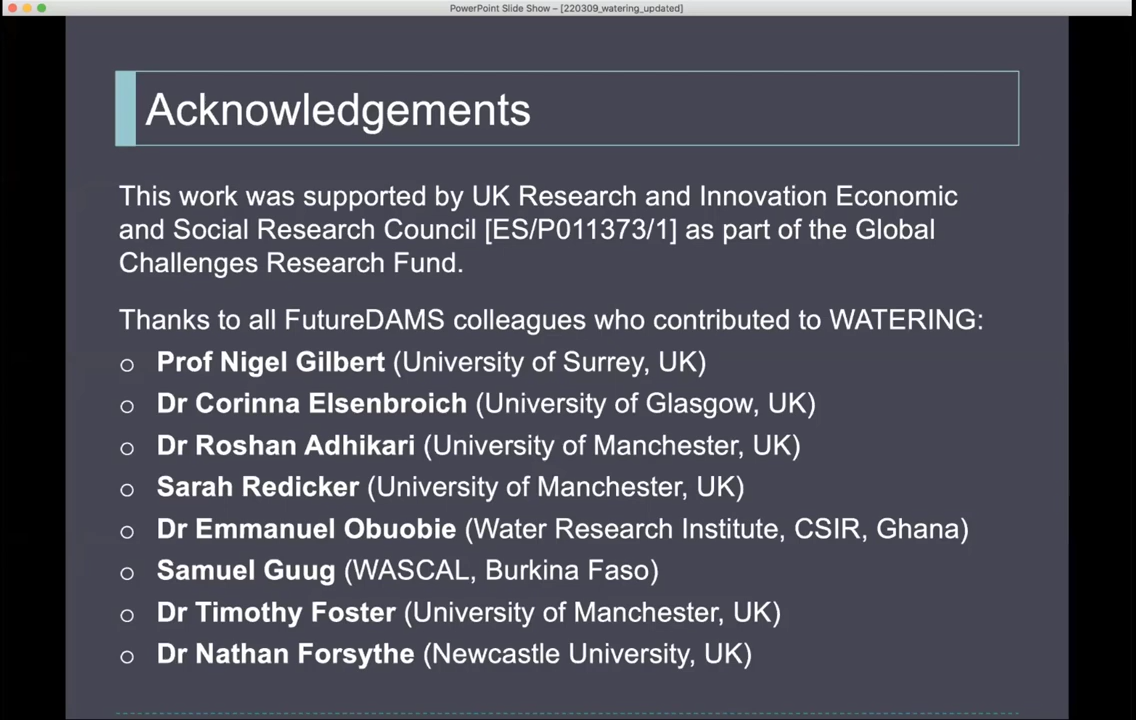 PowerPoint Slide Show – [220309_watering_updated]
Acknowledgements
This work was supported by UK Research and Innovation Economic
and Social Research Council [ES/P011373/1] as part of the Global
Challenges Research Fund.
Thanks to all FutureDAMS colleagues who contributed to WATERING:
o Prof Nigel Gilbert (University of Surrey, UK)
o Dr Corinna Elsenbroich (University of Glasgow, UK)
o Dr Roshan Adhikari (University of Manchester, UK)
o Sarah Redicker (University of Manchester, UK)
o Dr Emmanuel Obuobie (Water Research Institute, CSIR, Ghana)
o Samuel Guug (WASCAL, Burkina Faso)
o Dr Timothy Foster (University of Manchester, UK)
o Dr Nathan Forsythe (Newcastle University, UK)